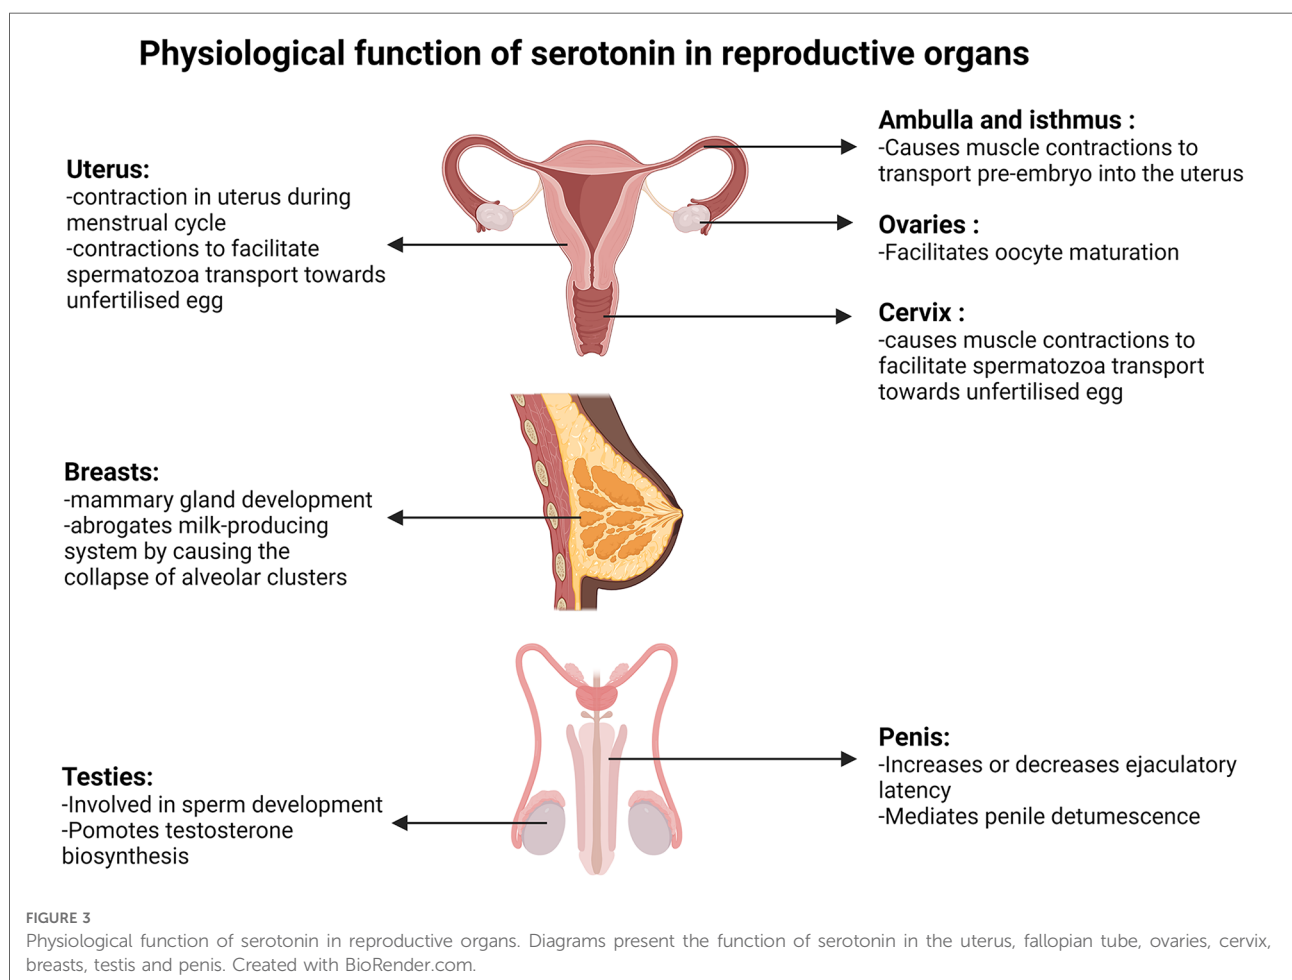 Physiological function of serotonin in reproductive organs
Uterus:
-contraction in uterus during
menstrual cycle
-contractions to facilitate
spermatozoa transport towards
unfertilised egg
Ambulla and isthmus :
-Causes muscle contractions to
transport pre-embryo into the uterus
Ovaries :
-Facilitates oocyte maturation
Cervix :
-causes muscle contractions to
facilitate spermatozoa transport
towards unfertilised egg
Breasts:
-mammary gland development
-abrogates milk-producing
system by causing the
collapse of alveolar clusters
Testies:
-Involved in sperm development
-Pomotes testosterone
biosynthesis
Penis:
-Increases or decreases ejaculatory
latency
-Mediates penile detumescence
FIGURE 3
Physiological function of serotonin in reproductive organs. Diagrams present the function of serotonin in the uterus, fallopian tube, ovaries, cervix,
breasts, testis and penis. Created with BioRender.com.